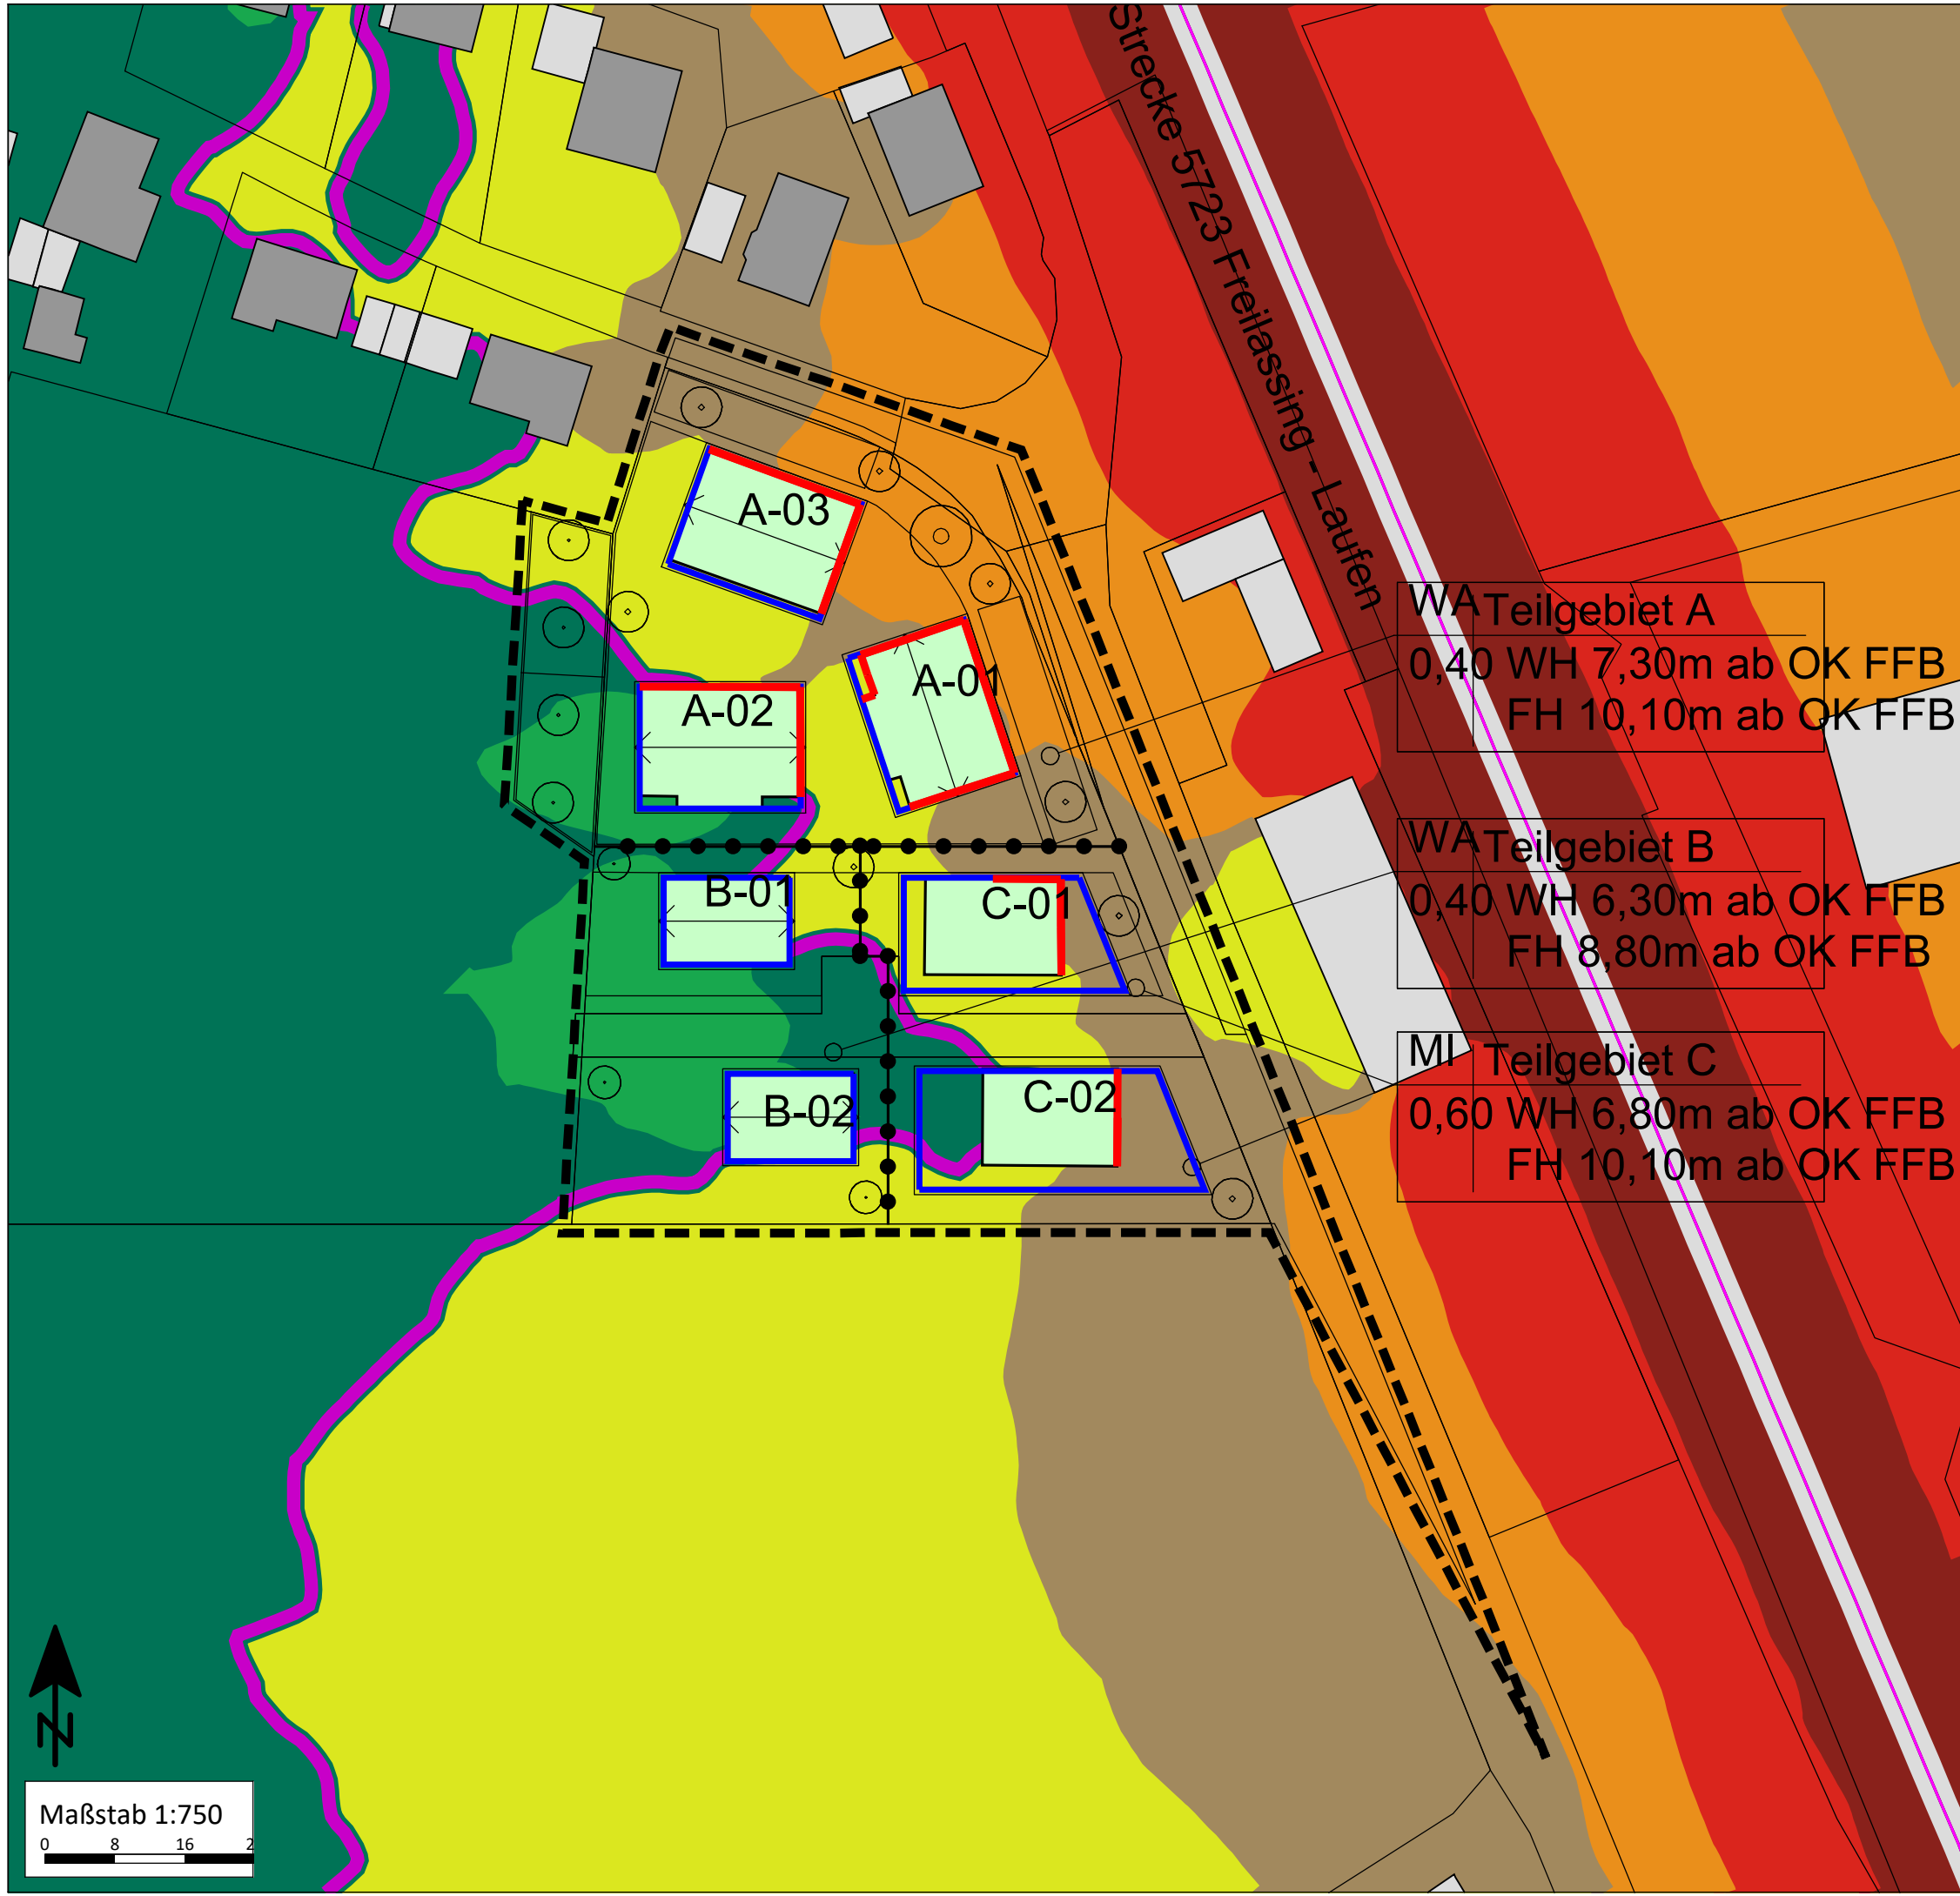 Strecke 5723 Freilassing - Laufen
A-03
A-01
A-02
B-01
C-01
B-02
C-02
WA Teilgebiet A
0,40 WH 7,30m ab OK FFB
FH 10,10m ab OK FFB
WA Teilgebiet B
0,40 WH 6,30m ab OK FFB
FH 8,80m ab OK FFB
MI Teilgebiet C
0,60 WH 6,80m ab OK FFB
FH 10,10m ab OK FFB
N
Maßstab 1:750
0 8 16 2